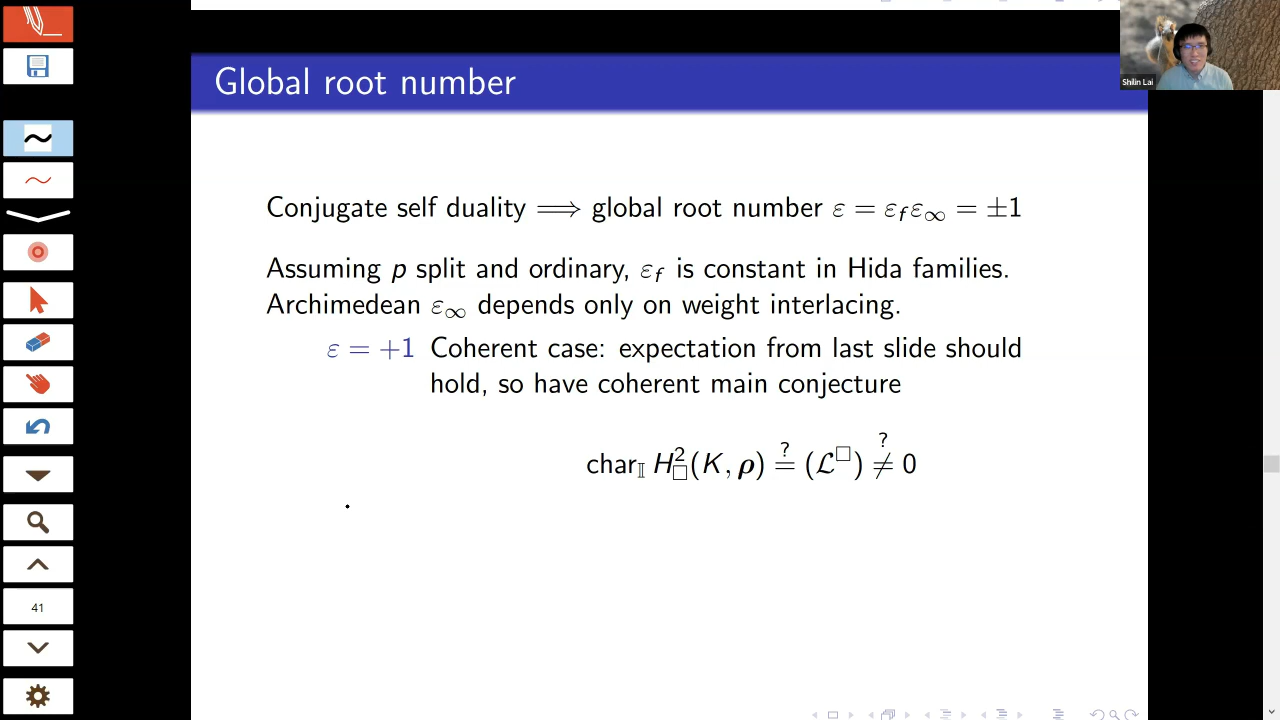 Global root number
Shilin Lai
Conjugate self duality ⟹ global root number ε = ε_f ε_∞ = ±1
Assuming p split and ordinary, ε_f is constant in Hida families.
Archimedean ε_∞ depends only on weight interlacing.
ε = +1 Coherent case: expectation from last slide should
hold, so have coherent main conjecture
char_𝕀 H²_□(K, ρ) ≟ (ℒ^□) ≠^? 0
41